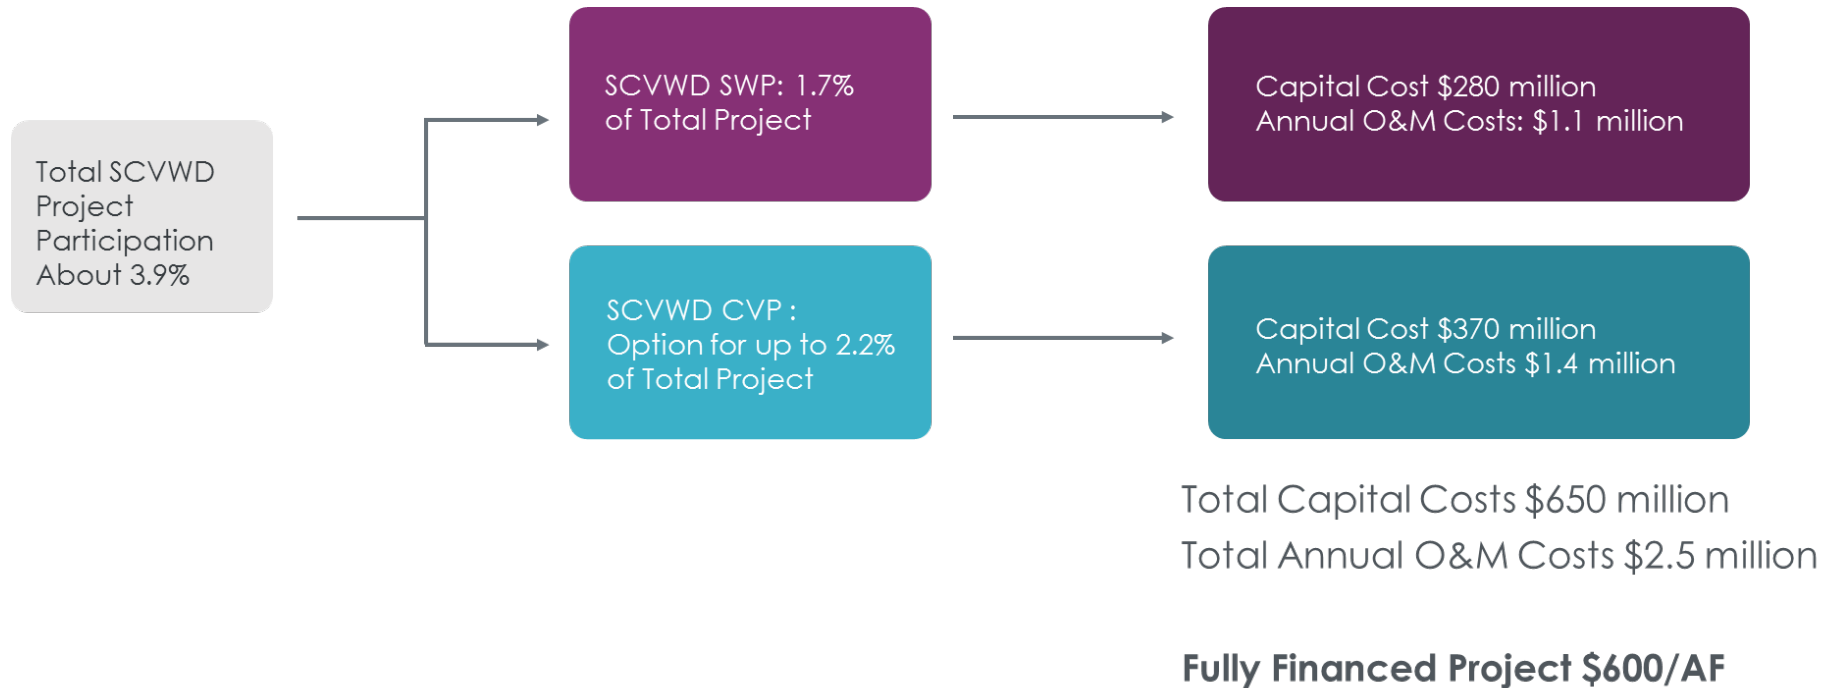 Total SCVWD
Project
Participation
About 3.9%
SCVWD SWP: 1.7%
of Total Project
Capital Cost $280 million
Annual O&M Costs: $1.1 million
SCVWD CVP :
Option for up to 2.2%
of Total Project
Capital Cost $370 million
Annual O&M Costs $1.4 million
Total Capital Costs $650 million
Total Annual O&M Costs $2.5 million
Fully Financed Project $600/AF